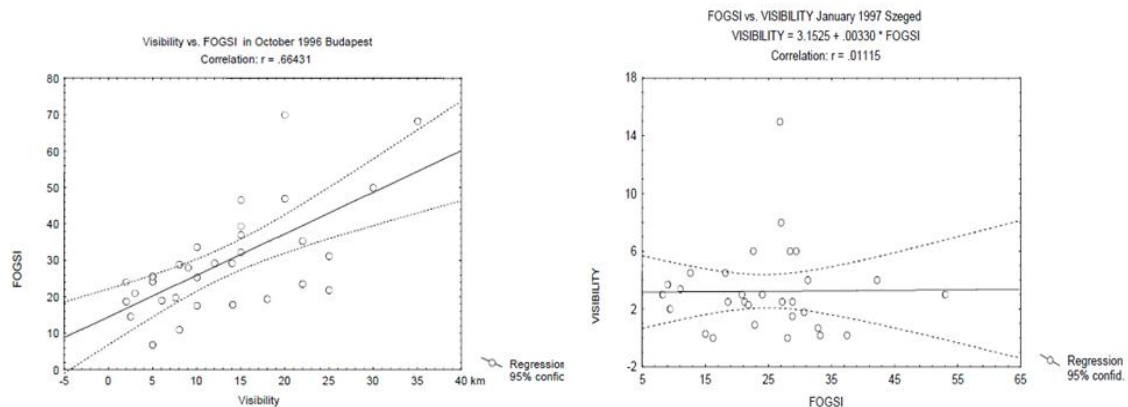 Visibility vs. FOGSI in October 1996 Budapest
Correlation: r = .66431
80
70
60
50
40
30
20
10
0
FOGSI
-5 0 5 10 15 20 25 30 35 40 km
Visibility
Regression
95% confic
FOGSI vs. VISIBILITY January 1997 Szeged
VISIBILITY = 3.1525 + .00330 * FOGSI
Correlation: r = .01115
18
14
10
6
2
-2
VISIBILITY
5 15 25 35 45 55 65
FOGSI
Regression
95% confid.